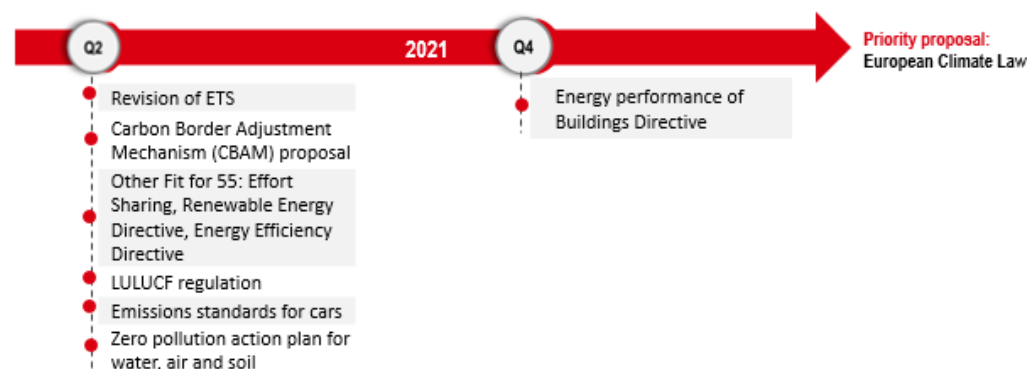 Q2
2021
Q4
Priority proposal:
European Climate Law
Revision of ETS
Carbon Border Adjustment
Mechanism (CBAM) proposal
Other Fit for 55: Effort
Sharing, Renewable Energy
Directive, Energy Efficiency
Directive
LULUCF regulation
Emissions standards for cars
Zero pollution action plan for
water, air and soil
Energy performance of
Buildings Directive